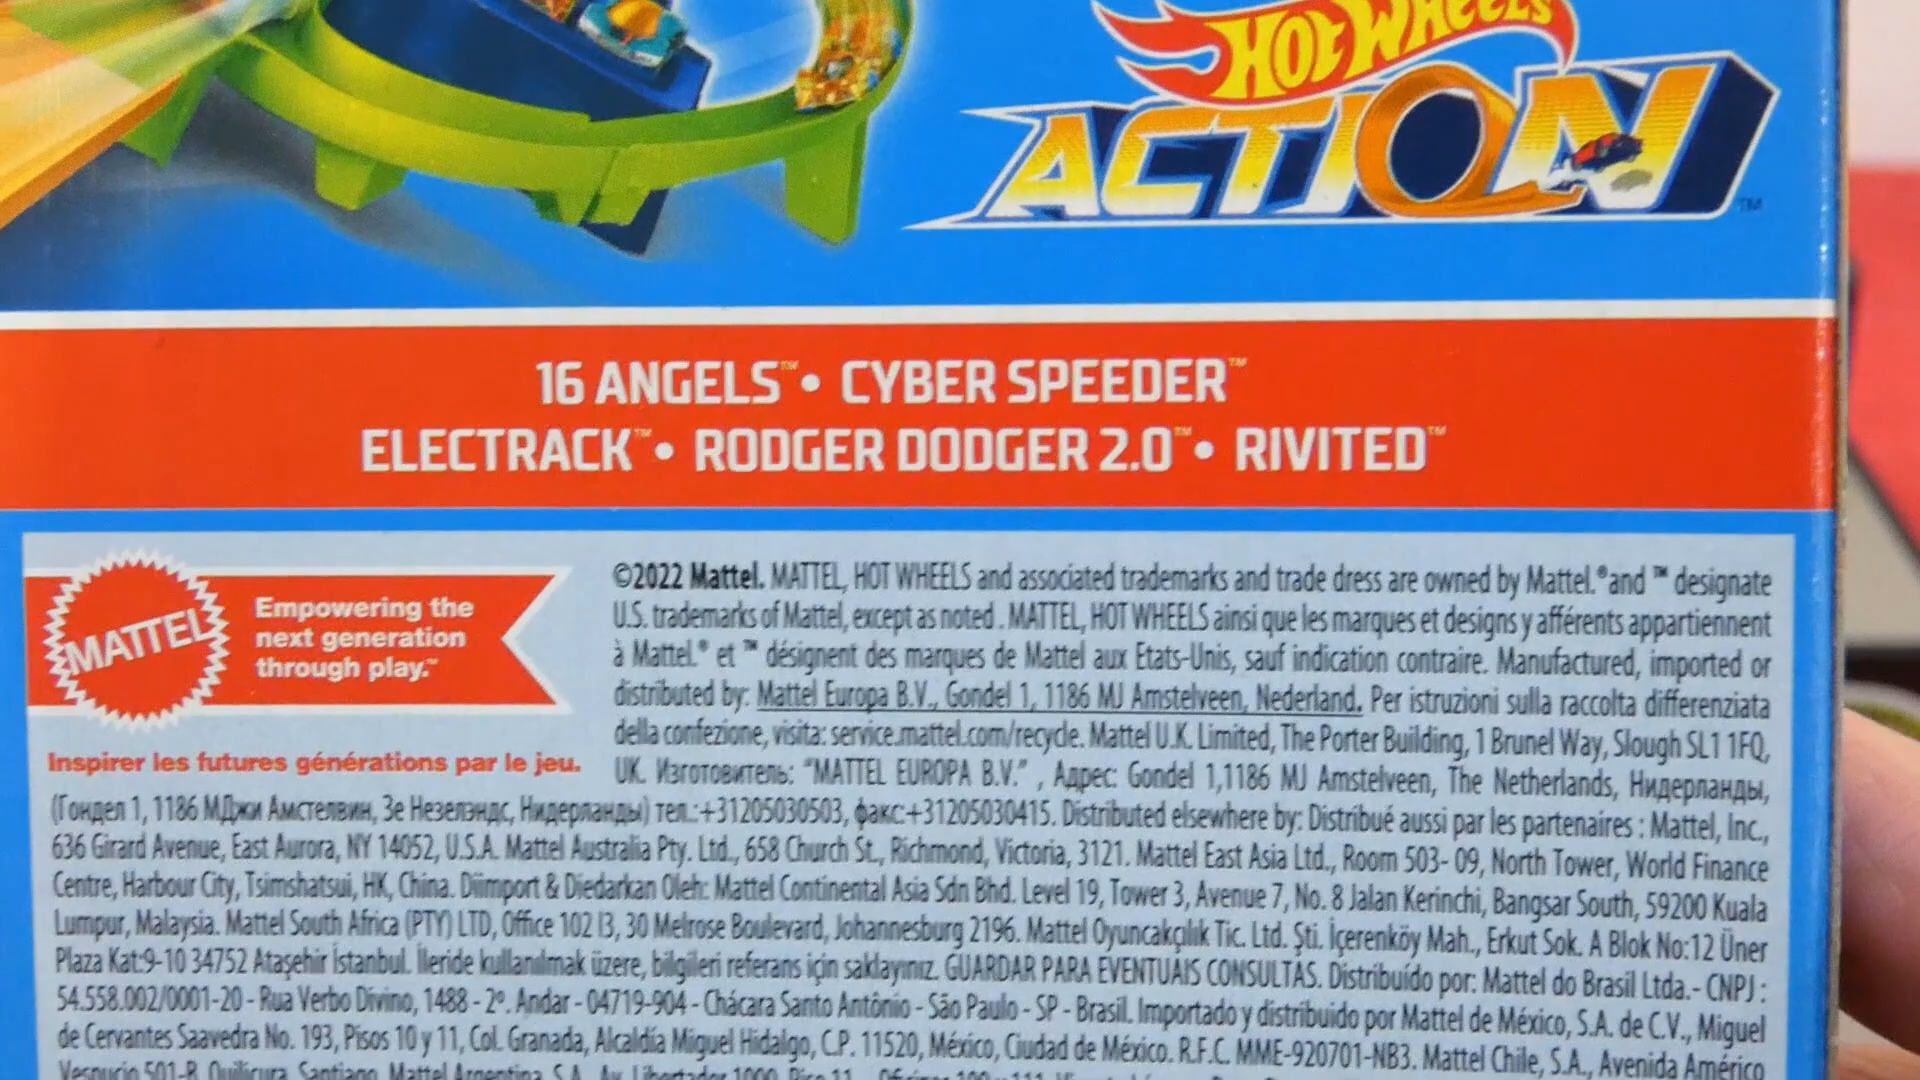 HOT WHEELS
ACTION™
16 ANGELS™ • CYBER SPEEDER™
ELECTRACK™ • RODGER DODGER 2.0™ • RIVITED™
MATTEL
Empowering the
next generation
through play.™
Inspirer les futures générations par le jeu.
©2022 Mattel. MATTEL, HOT WHEELS and associated trademarks and trade dress are owned by Mattel.® and ™ designate
U.S. trademarks of Mattel, except as noted. MATTEL, HOT WHEELS ainsi que les marques et designs y afférents appartiennent
à Mattel.® et ™ désignent des marques de Mattel aux Etats-Unis, sauf indication contraire. Manufactured, imported or
distributed by: Mattel Europa B.V., Gondel 1, 1186 MJ Amstelveen, Nederland. Per istruzioni sulla raccolta differenziata
della confezione, visita: service.mattel.com/recycle. Mattel U.K. Limited, The Porter Building, 1 Brunel Way, Slough SL1 1FQ,
UK. Изготовитель: “MATTEL EUROPA B.V.” , Адрес: Gondel 1,1186 MJ Amstelveen, The Netherlands, Нидерланды,
(Гондел 1, 1186 МДжи Амстелвин, Зе Незелэндс, Нидерланды) тел.:+31205030503, факс:+31205030415. Distributed elsewhere by: Distribué aussi par les partenaires : Mattel, Inc.,
636 Girard Avenue, East Aurora, NY 14052, U.S.A. Mattel Australia Pty. Ltd., 658 Church St., Richmond, Victoria, 3121. Mattel East Asia Ltd., Room 503- 09, North Tower, World Finance
Centre, Harbour City, Tsimshatsui, HK, China. Diimport & Diedarkan Oleh: Mattel Continental Asia Sdn Bhd. Level 19, Tower 3, Avenue 7, No. 8 Jalan Kerinchi, Bangsar South, 59200 Kuala
Lumpur, Malaysia. Mattel South Africa (PTY) LTD, Office 102 I3, 30 Melrose Boulevard, Johannesburg 2196. Mattel Oyuncakçılık Tic. Ltd. Şti. İçerenköy Mah., Erkut Sok. A Blok No:12 Üner
Plaza Kat:9-10 34752 Ataşehir İstanbul. İleride kullanılmak üzere, bilgileri referans için saklayınız. GUARDAR PARA EVENTUAIS CONSULTAS. Distribuído por: Mattel do Brasil Ltda.- CNPJ :
54.558.002/0001-20 - Rua Verbo Divino, 1488 - 2º. Andar - 04719-904 - Chácara Santo Antônio - São Paulo - SP - Brasil. Importado y distribuido por Mattel de México, S.A. de C.V., Miguel
de Cervantes Saavedra No. 193, Pisos 10 y 11, Col. Granada, Alcaldía Miguel Hidalgo, C.P. 11520, México, Ciudad de México. R.F.C. MME-920701-NB3. Mattel Chile, S.A., Avenida Américo
Vespucio 501-B, Quilicura, Santiago. Mattel Argentina, S.A., Av. Libertador 1000, Piso 11